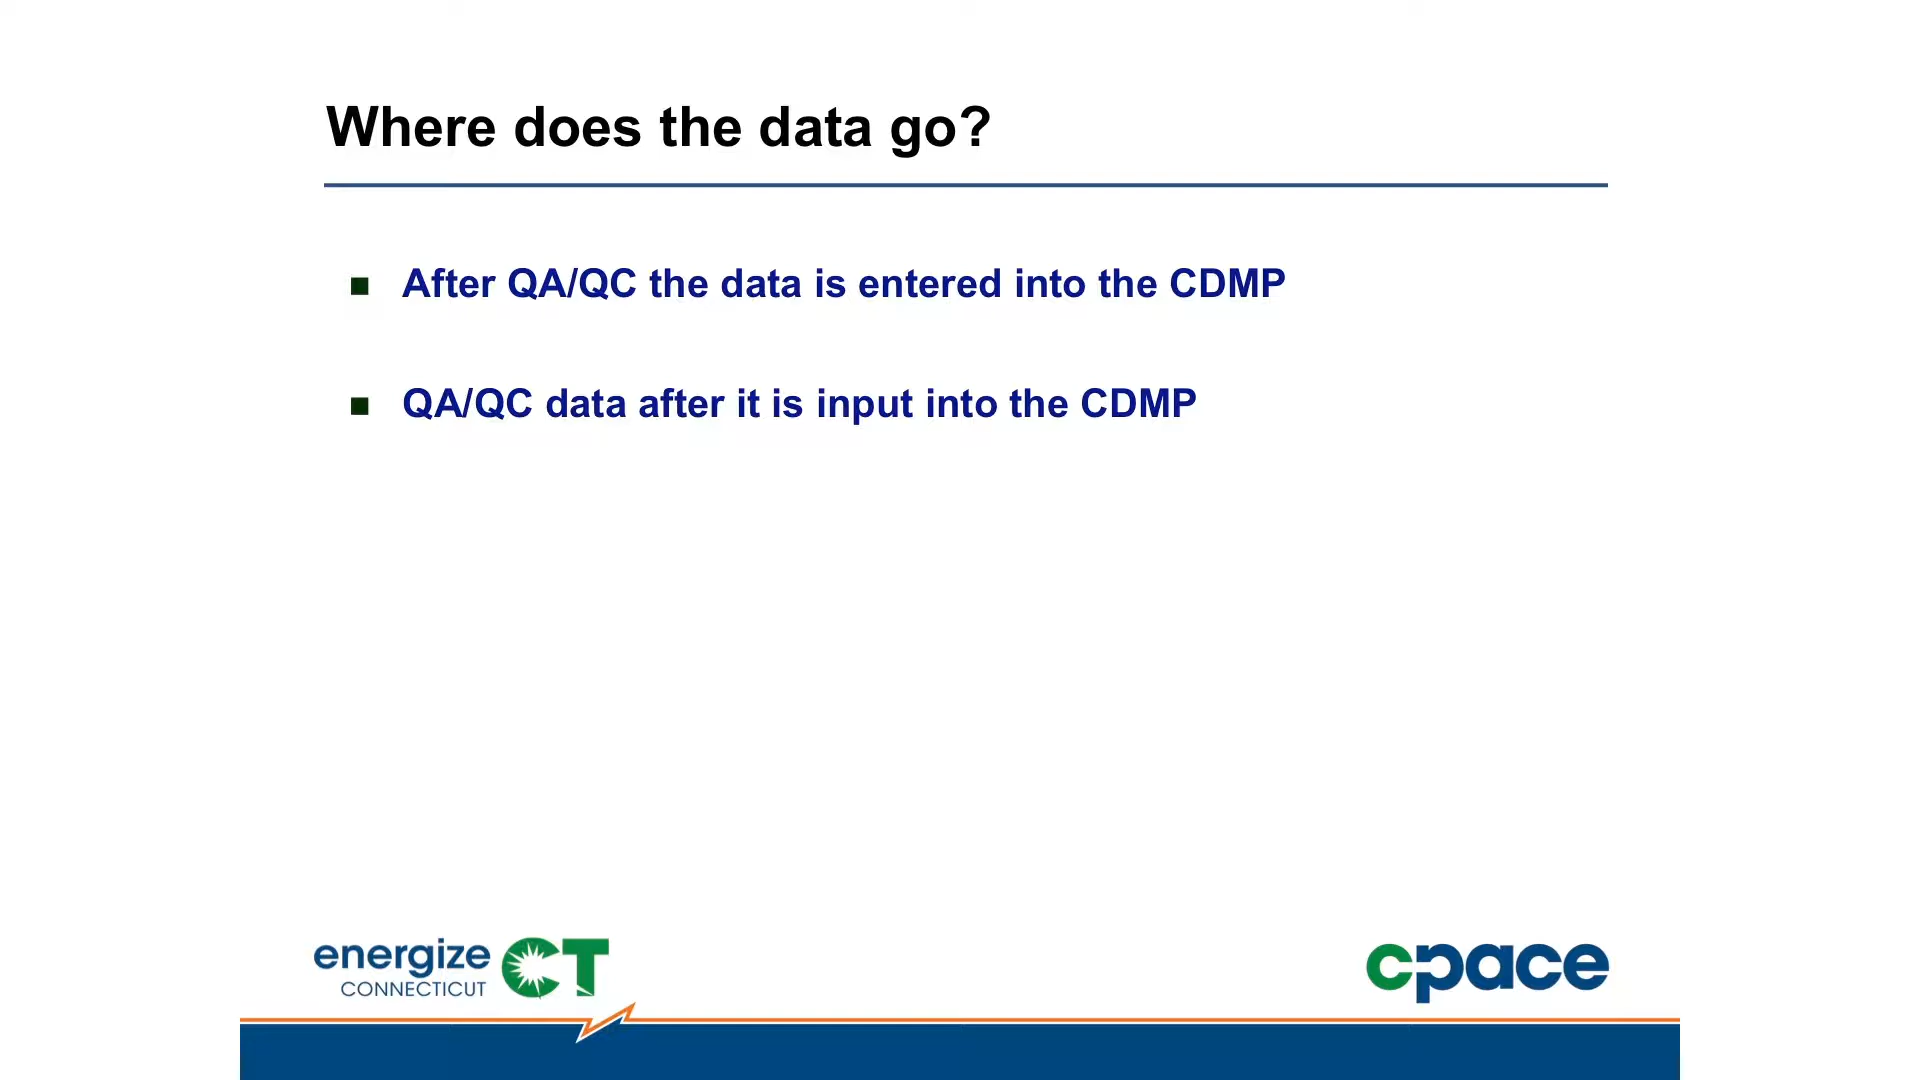 Where does the data go?
After QA/QC the data is entered into the CDMP
QA/QC data after it is input into the CDMP
energize CT
CONNECTICUT
cpace